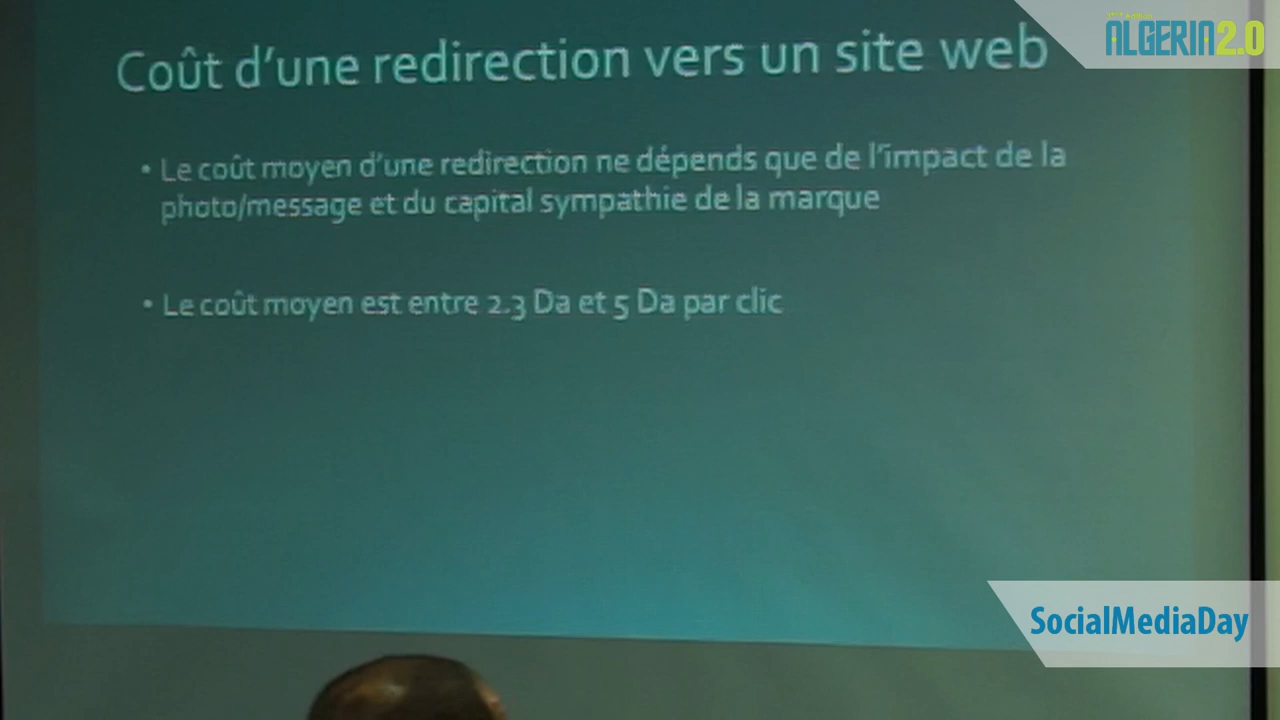 ALGERIA2.0
Coût d'une redirection vers un site web
• Le coût moyen d'une redirection ne dépends que de l'impact de la
photo/message et du capital sympathie de la marque
• Le coût moyen est entre 2.3 Da et 5 Da par clic
SocialMediaDay